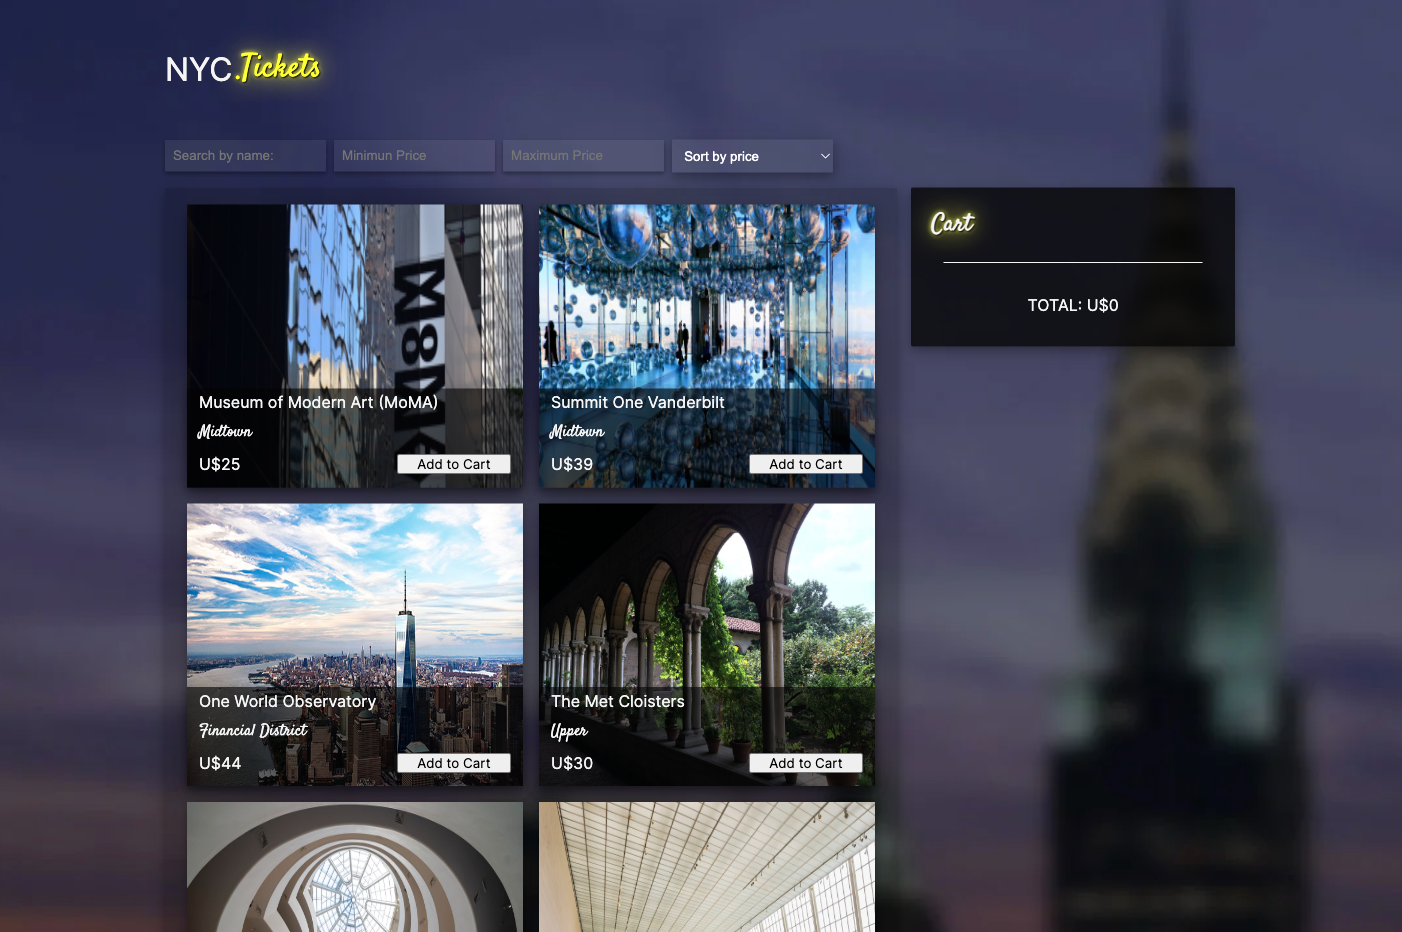 NYC.Tickets
Search by name:
Minimun Price
Maximum Price
Sort by price
Cart
TOTAL: U$0
Museum of Modern Art (MoMA)
Midtown
U$25
Add to Cart
Summit One Vanderbilt
Midtown
U$39
Add to Cart
One World Observatory
Financial District
U$44
Add to Cart
The Met Cloisters
Upper
U$30
Add to Cart